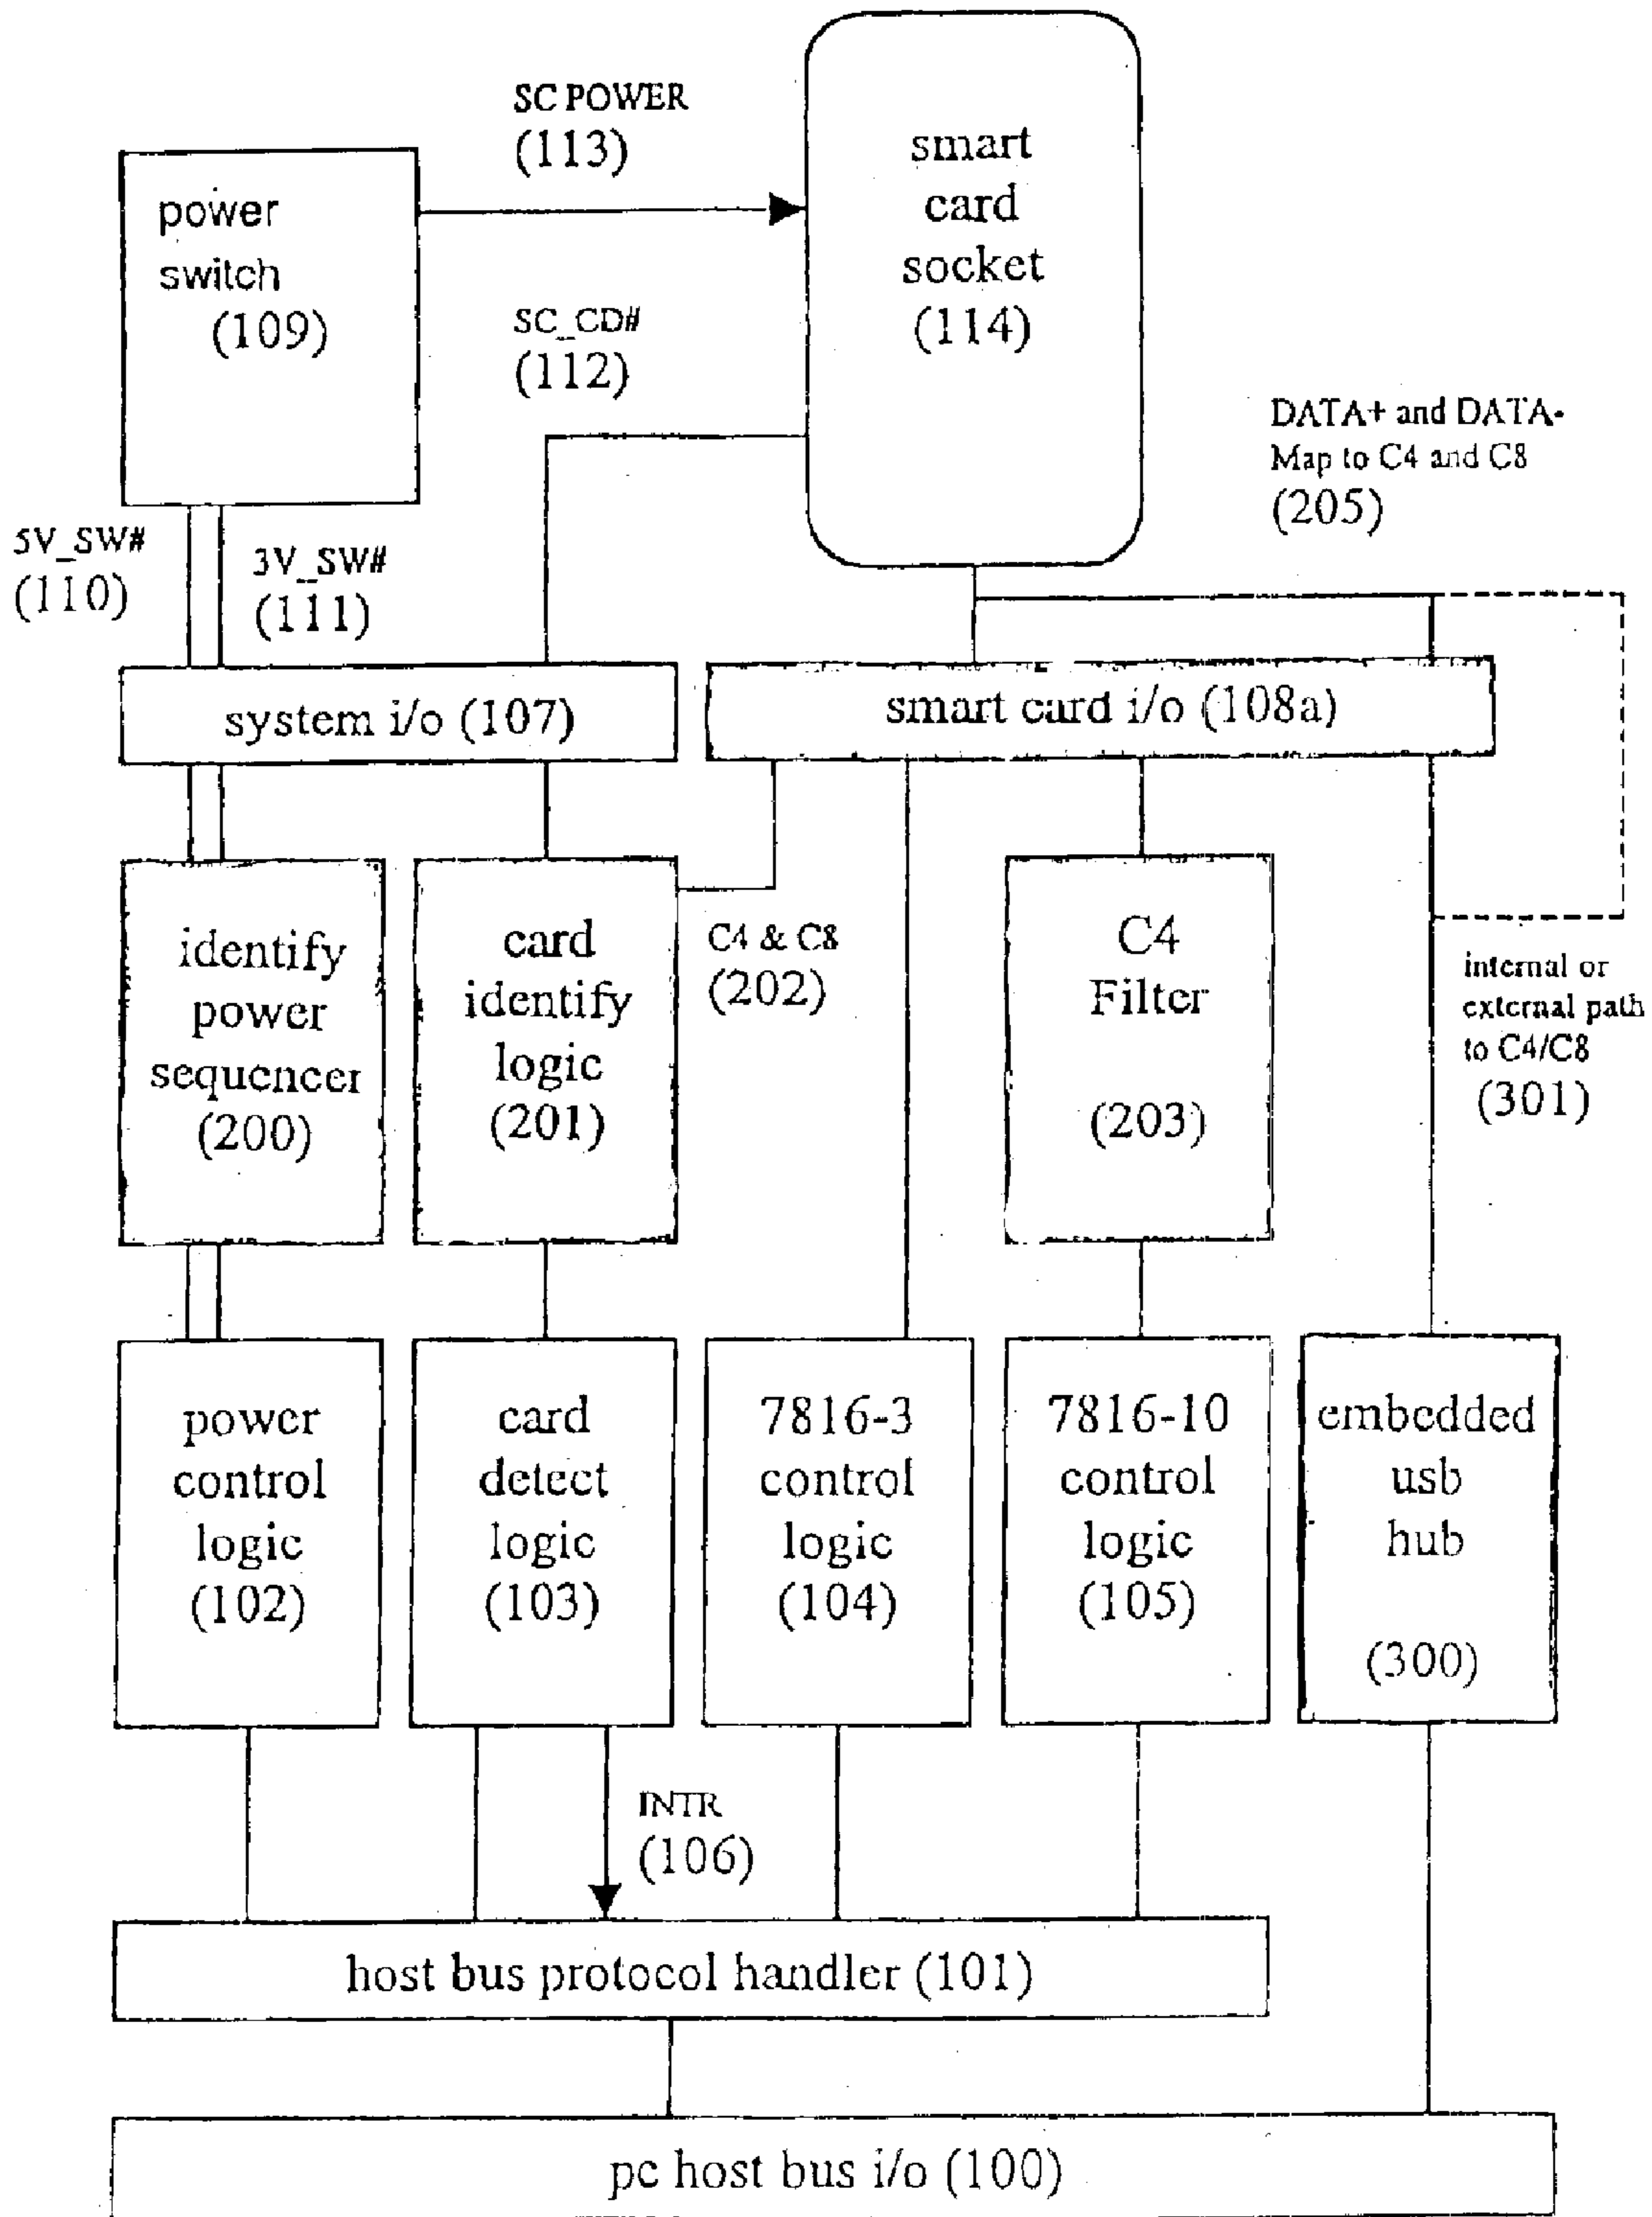 SC POWER
(113)
smart
card
socket
(114)
power
switch
(109)
SC_CD#
(112)
DATA+ and DATA-
Map to C4 and C8
(205)
5V_SW#
(110)
3V_SW#
(111)
system i/o (107)
smart card i/o (108a)
identify
power
sequencer
(200)
card
identify
logic
(201)
C4 & C8
(202)
C4
Filter
(203)
internal or
external path
to C4/C8
(301)
power
control
logic
(102)
card
detect
logic
(103)
7816-3
control
logic
(104)
7816-10
control
logic
(105)
embedded
usb
hub
(300)
INTR
(106)
host bus protocol handler (101)
pc host bus i/o (100)